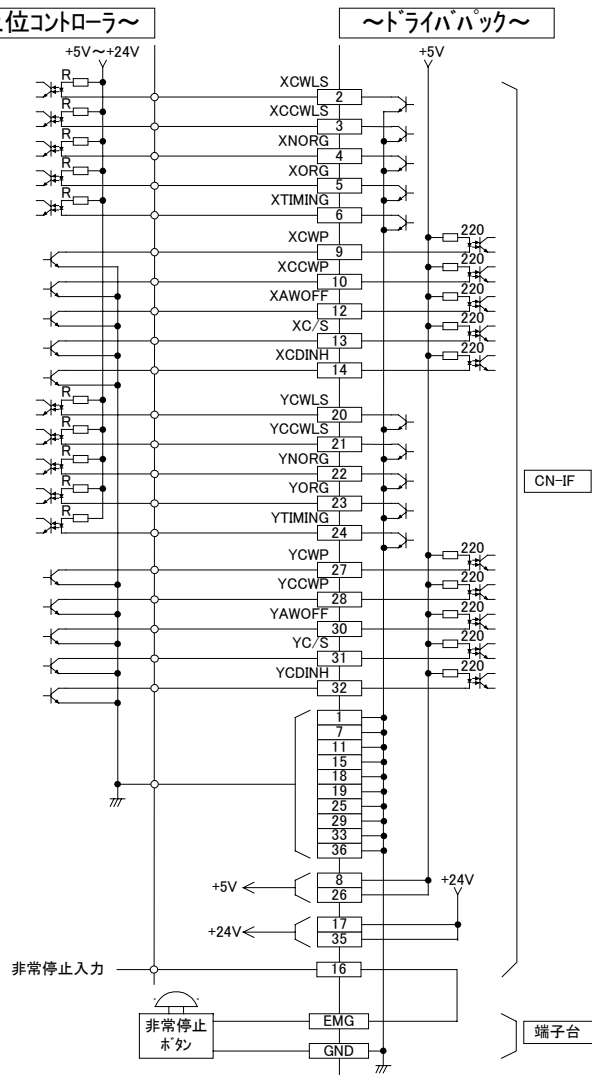 位コントローラ～
～ドライバパック～
+5V～+24V
+5V
R
XCWLS
2
R
XCCWLS
3
R
XNORG
4
R
XORG
5
R
XTIMING
6
XCWP
9
220
XCCWP
10
220
XAWOFF
12
220
XC/S
13
220
XCDINH
14
220
R
YCWLS
20
R
YCCWLS
21
R
YNORG
22
R
YORG
23
R
YTIMING
24
CN-IF
YCWP
27
220
YCCWP
28
220
YAWOFF
30
220
YC/S
31
220
YCDINH
32
220
1
7
11
15
18
19
25
29
33
36
+5V
8
26
+24V
+24V
17
35
非常停止入力
16
非常停止
ボタン
EMG
GND
端子台